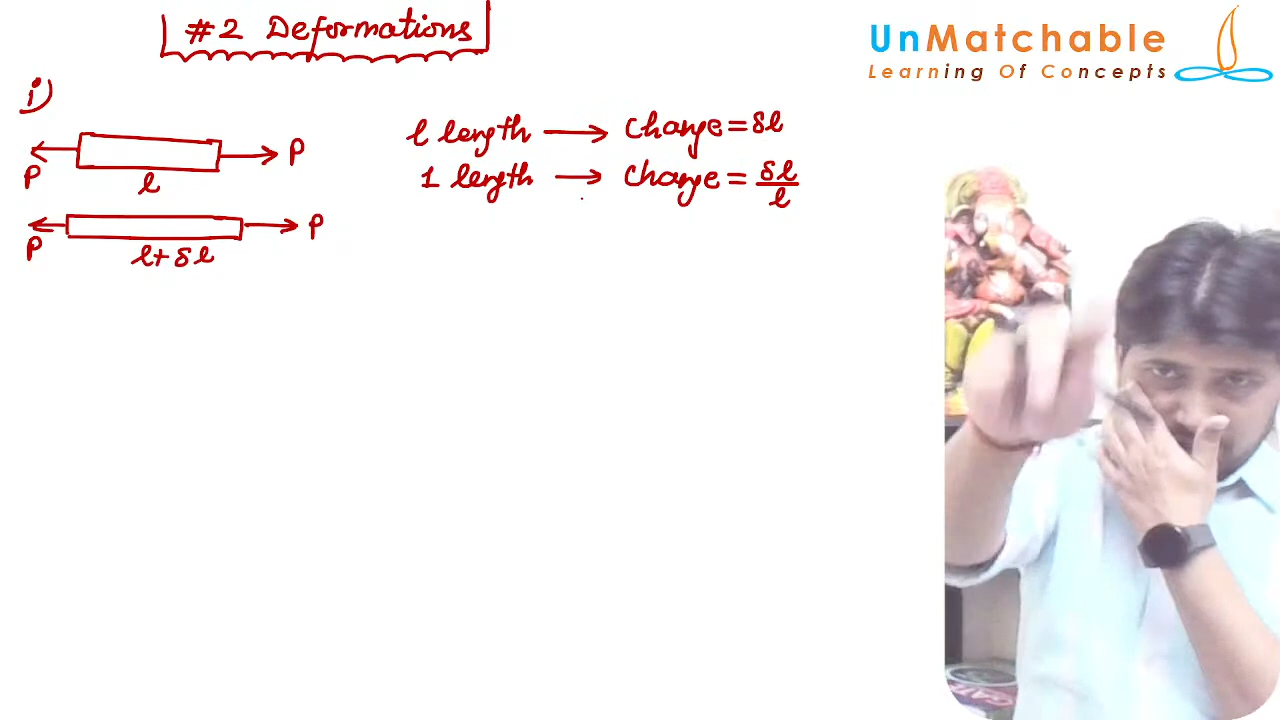 #2 Deformations
UnMatchable
Learning Of Concepts
i)
l length → Change = δl
1 length → Change = δl/l
P P
l
P P
l + δl